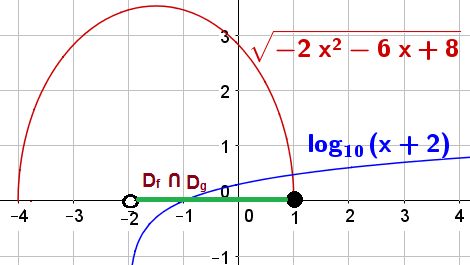 3
√−2 x² − 6 x + 8
2
1
log₁₀ (x + 2)
D_f ∩ D_g
0
−4 −3 −2 −1 0 1 2 3 4
−1